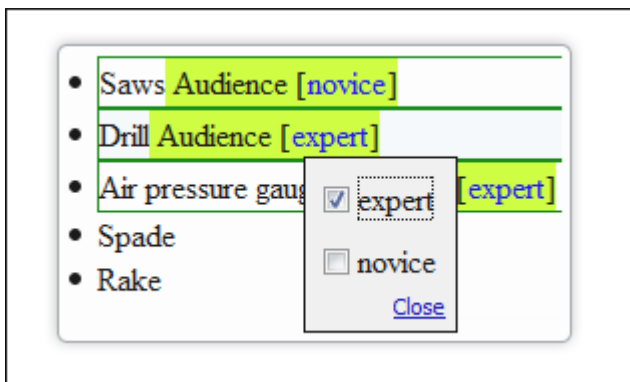 Saws Audience [novice]
Drill Audience [expert]
Air pressure gaug [expert]
Spade
Rake
expert
novice
Close